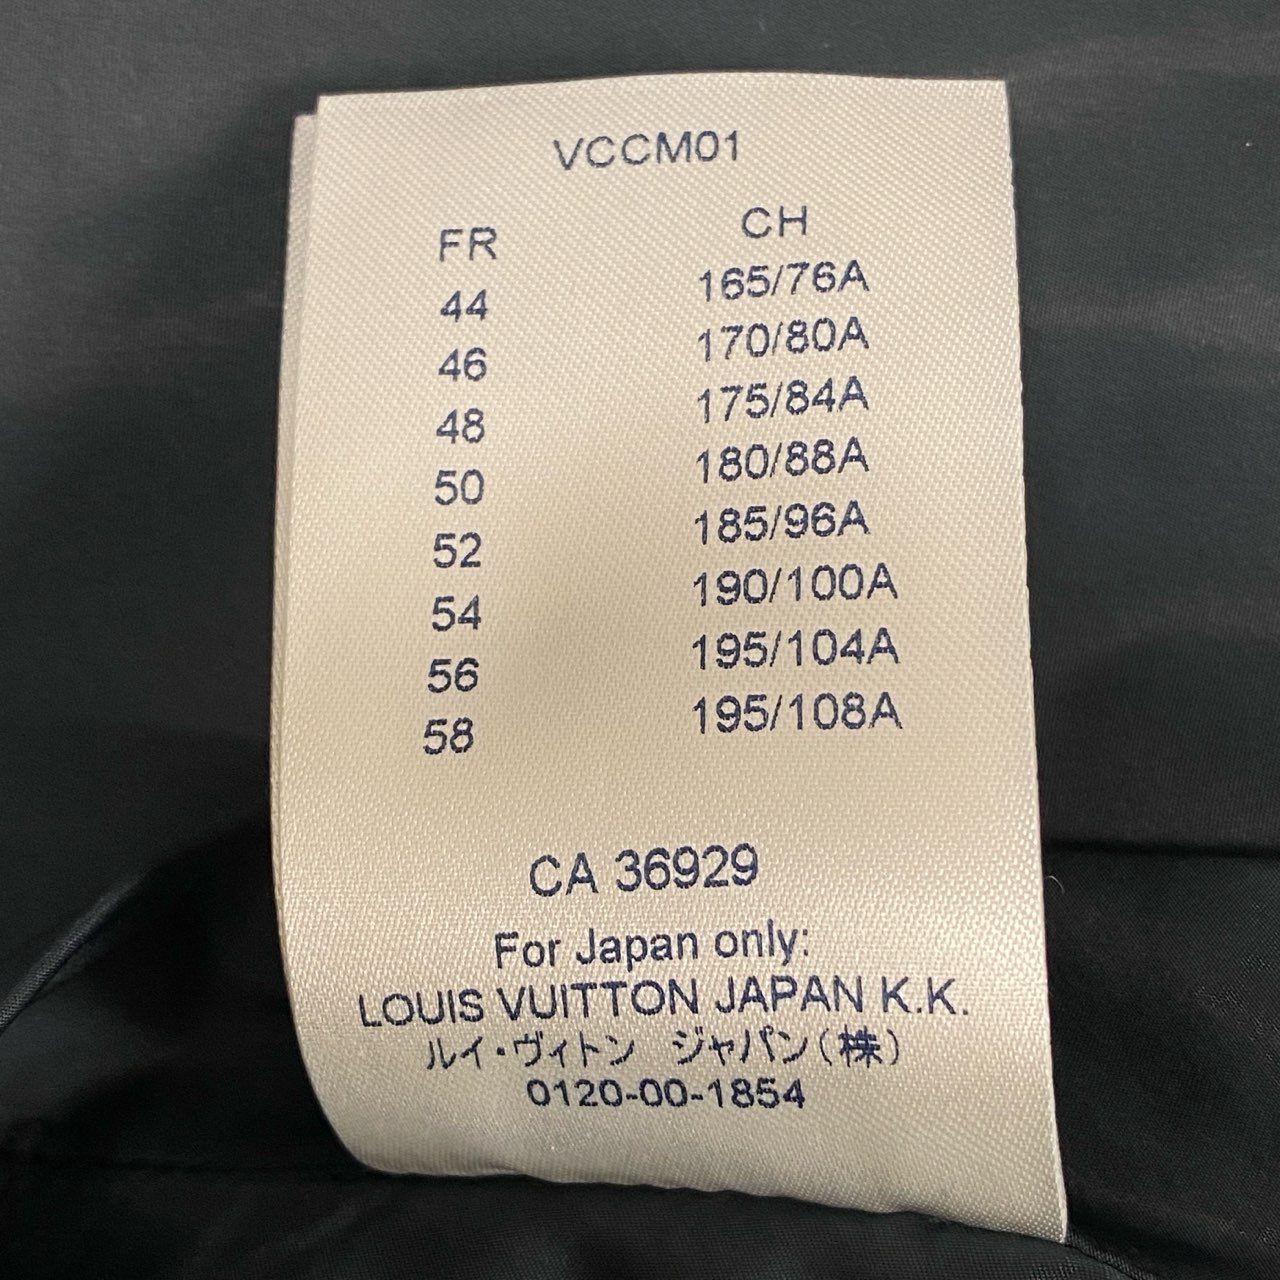 VCCM01
FR CH
44 165/76A
46 170/80A
48 175/84A
50 180/88A
52 185/96A
54 190/100A
56 195/104A
58 195/108A
CA 36929
For Japan only:
LOUIS VUITTON JAPAN K.K.
ルイ・ヴィトン ジャパン(株)
0120-00-1854